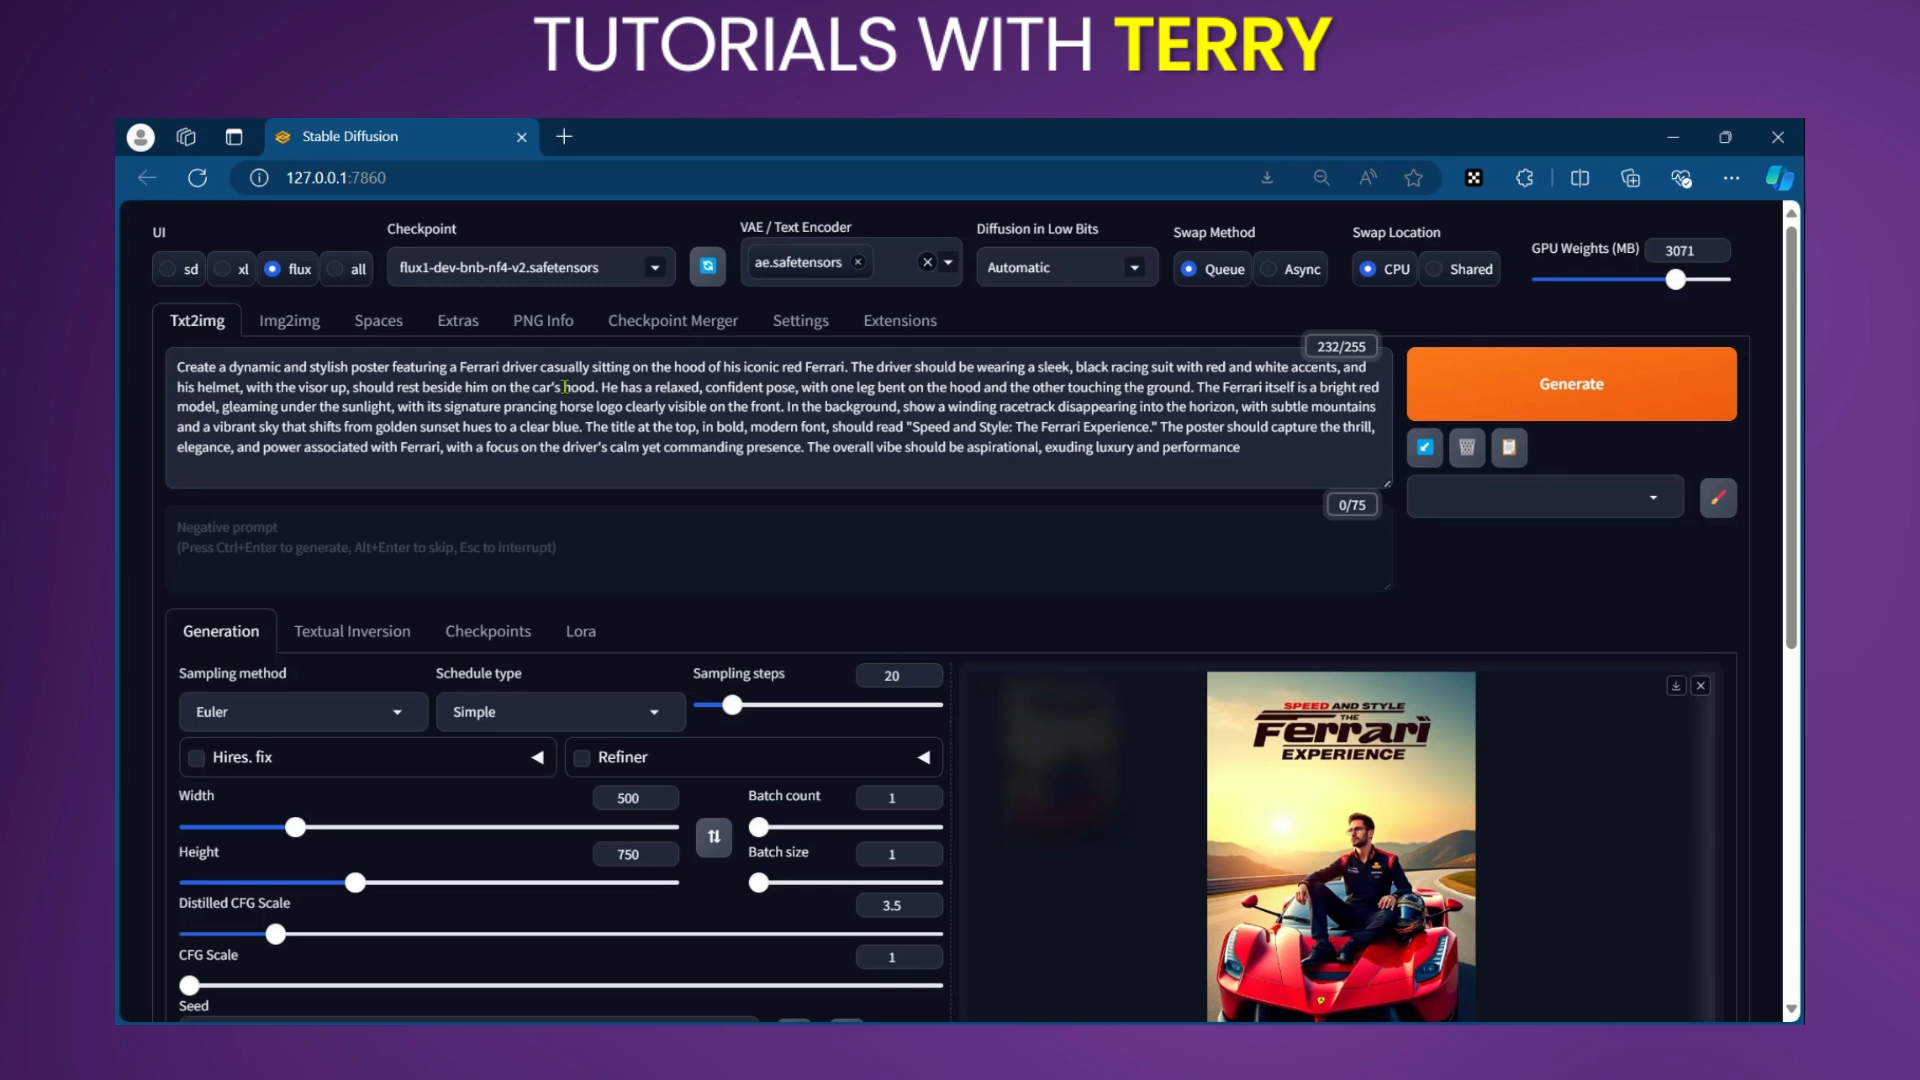 TUTORIALS WITH TERRY
Stable Diffusion
127.0.0.1:7860
UI
sd
xl
flux
all
Checkpoint
flux1-dev-bnb-nf4-v2.safetensors
VAE / Text Encoder
ae.safetensors
Diffusion in Low Bits
Automatic
Swap Method
Queue
Async
Swap Location
CPU
Shared
GPU Weights (MB)
3071
Txt2img
Img2img
Spaces
Extras
PNG Info
Checkpoint Merger
Settings
Extensions
232/255
Create a dynamic and stylish poster featuring a Ferrari driver casually sitting on the hood of his iconic red Ferrari. The driver should be wearing a sleek, black racing suit with red and white accents, and
his helmet, with the visor up, should rest beside him on the car's hood. He has a relaxed, confident pose, with one leg bent on the hood and the other touching the ground. The Ferrari itself is a bright red
model, gleaming under the sunlight, with its signature prancing horse logo clearly visible on the front. In the background, show a winding racetrack disappearing into the horizon, with subtle mountains
and a vibrant sky that shifts from golden sunset hues to a clear blue. The title at the top, in bold, modern font, should read "Speed and Style: The Ferrari Experience." The poster should capture the thrill,
elegance, and power associated with Ferrari, with a focus on the driver's calm yet commanding presence. The overall vibe should be aspirational, exuding luxury and performance
Generate
0/75
Negative prompt
(Press Ctrl+Enter to generate, Alt+Enter to skip, Esc to interrupt)
Generation
Textual Inversion
Checkpoints
Lora
Sampling method
Euler
Schedule type
Simple
Sampling steps
20
Hires. fix
Refiner
Width
500
Height
750
Batch count
1
Batch size
1
Distilled CFG Scale
3.5
CFG Scale
1
Seed
SPEED AND STYLE
THE
Ferrari
EXPERIENCE